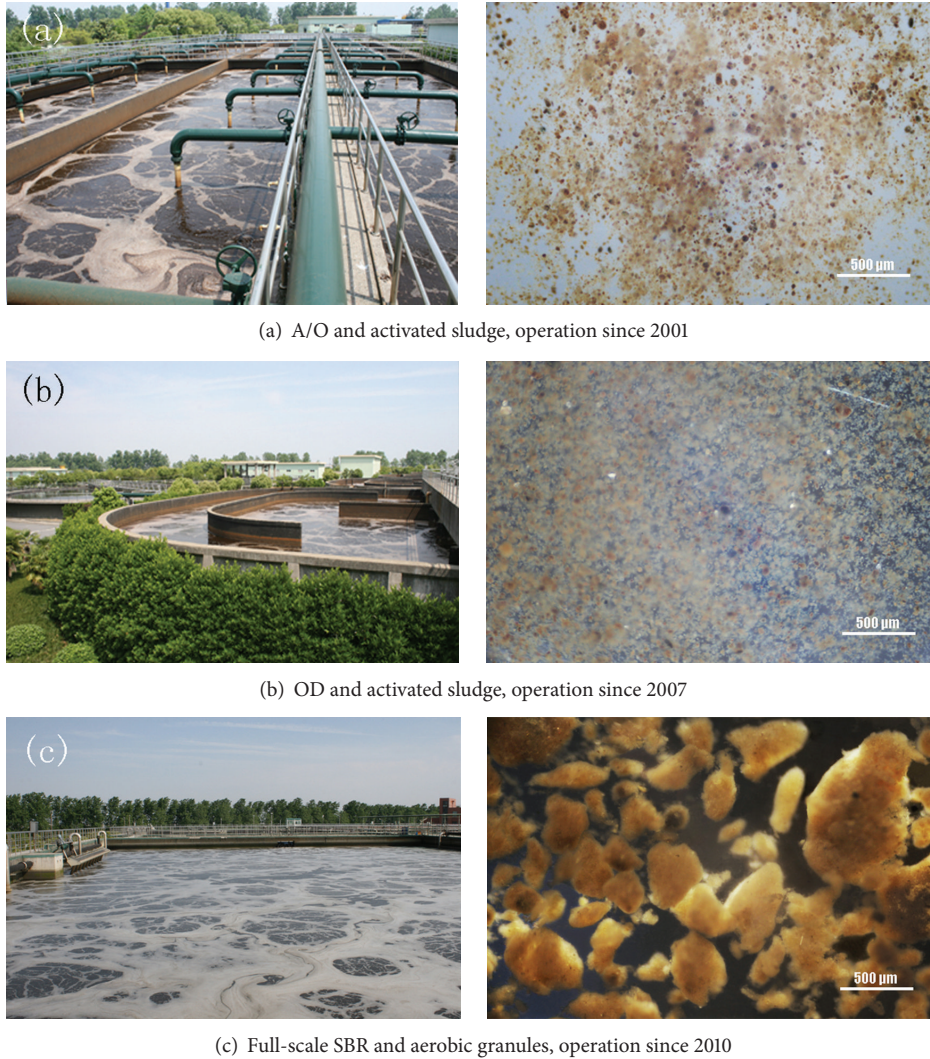 (a)
500 µm
(a) A/O and activated sludge, operation since 2001
(b)
500 µm
(b) OD and activated sludge, operation since 2007
(c)
500 µm
(c) Full-scale SBR and aerobic granules, operation since 2010